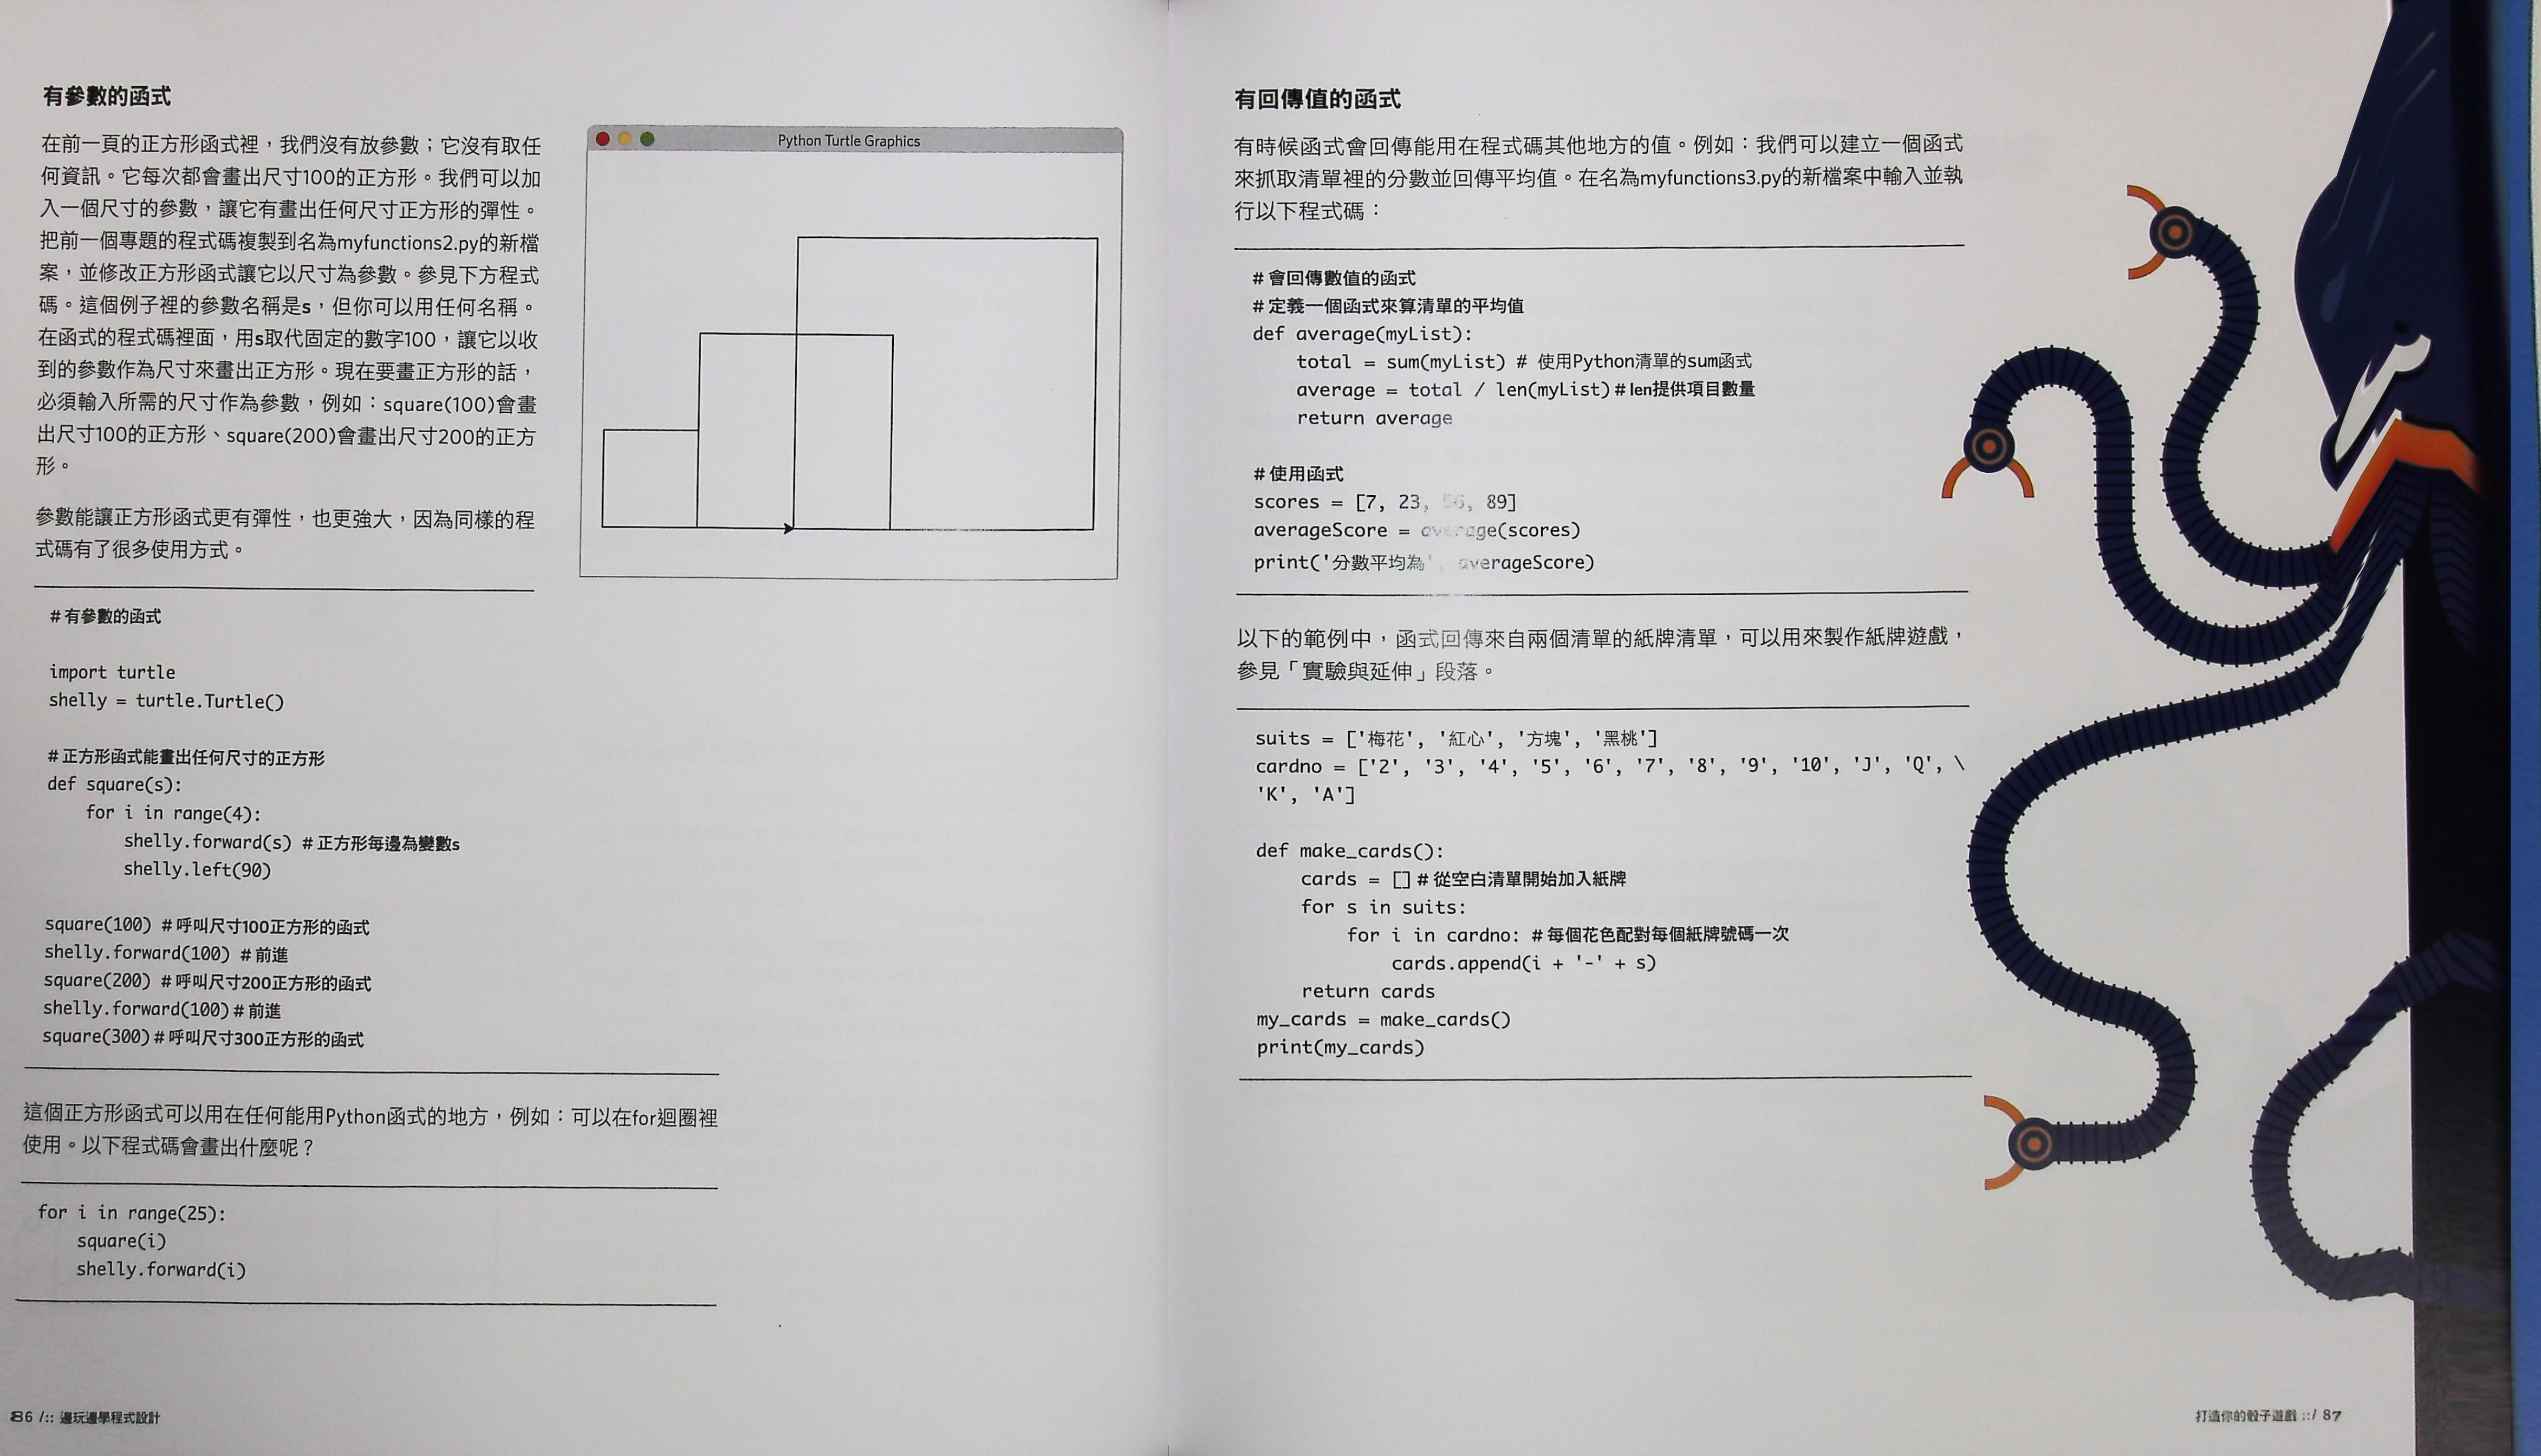 有參數的函式
在前一頁的正方形函式裡，我們沒有放參數；它沒有取任
何資訊。它每次都會畫出尺寸100的正方形。我們可以加
入一個尺寸的參數，讓它有畫出任何尺寸正方形的彈性。
把前一個專題的程式碼複製到名為myfunctions2.py的新檔
案，並修改正方形函式讓它以尺寸為參數。參見下方程式
碼。這個例子裡的參數名稱是s，但你可以用任何名稱。
在函式的程式碼裡面，用s取代固定的數字100，讓它以收
到的參數作為尺寸來畫出正方形。現在要畫正方形的話，
必須輸入所需的尺寸作為參數，例如：square(100)會畫
出尺寸100的正方形、square(200)會畫出尺寸200的正方
形。
參數能讓正方形函式更有彈性，也更強大，因為同樣的程
式碼有了很多使用方式。
Python Turtle Graphics
# 有參數的函式
import turtle
shelly = turtle.Turtle()
# 正方形函式能畫出任何尺寸的正方形
def square(s):
    for i in range(4):
        shelly.forward(s) # 正方形每邊為變數s
        shelly.left(90)
square(100) # 呼叫尺寸100正方形的函式
shelly.forward(100) # 前進
square(200) # 呼叫尺寸200正方形的函式
shelly.forward(100) # 前進
square(300) # 呼叫尺寸300正方形的函式
這個正方形函式可以用在任何能用Python函式的地方，例如：可以在for迴圈裡
使用。以下程式碼會畫出什麼呢？
for i in range(25):
    square(i)
    shelly.forward(i)
86 /:: 邊玩邊學程式設計
有回傳值的函式
有時候函式會回傳能用在程式碼其他地方的值。例如：我們可以建立一個函式
來抓取清單裡的分數並回傳平均值。在名為myfunctions3.py的新檔案中輸入並執
行以下程式碼：
# 會回傳數值的函式
# 定義一個函式來算清單的平均值
def average(myList):
    total = sum(myList) # 使用Python清單的sum函式
    average = total / len(myList) # len提供項目數量
    return average
# 使用函式
scores = [7, 23, 56, 89]
averageScore = average(scores)
print('分數平均為', averageScore)
以下的範例中，函式回傳來自兩個清單的紙牌清單，可以用來製作紙牌遊戲，
參見「實驗與延伸」段落。
suits = ['梅花', '紅心', '方塊', '黑桃']
cardno = ['2', '3', '4', '5', '6', '7', '8', '9', '10', 'J', 'Q', \
'K', 'A']
def make_cards():
    cards = [] # 從空白清單開始加入紙牌
    for s in suits:
        for i in cardno: # 每個花色配對每個紙牌號碼一次
            cards.append(i + '-' + s)
    return cards
my_cards = make_cards()
print(my_cards)
打造你的骰子遊戲 ::/ 87